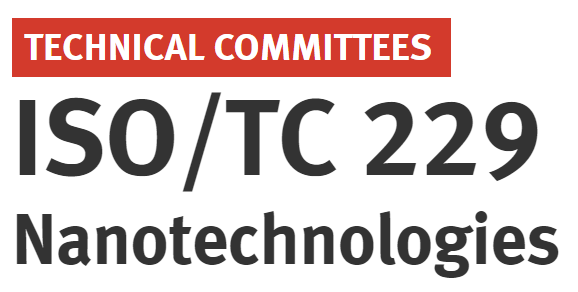 TECHNICAL COMMITTEES
ISO/TC 229
Nanotechnologies